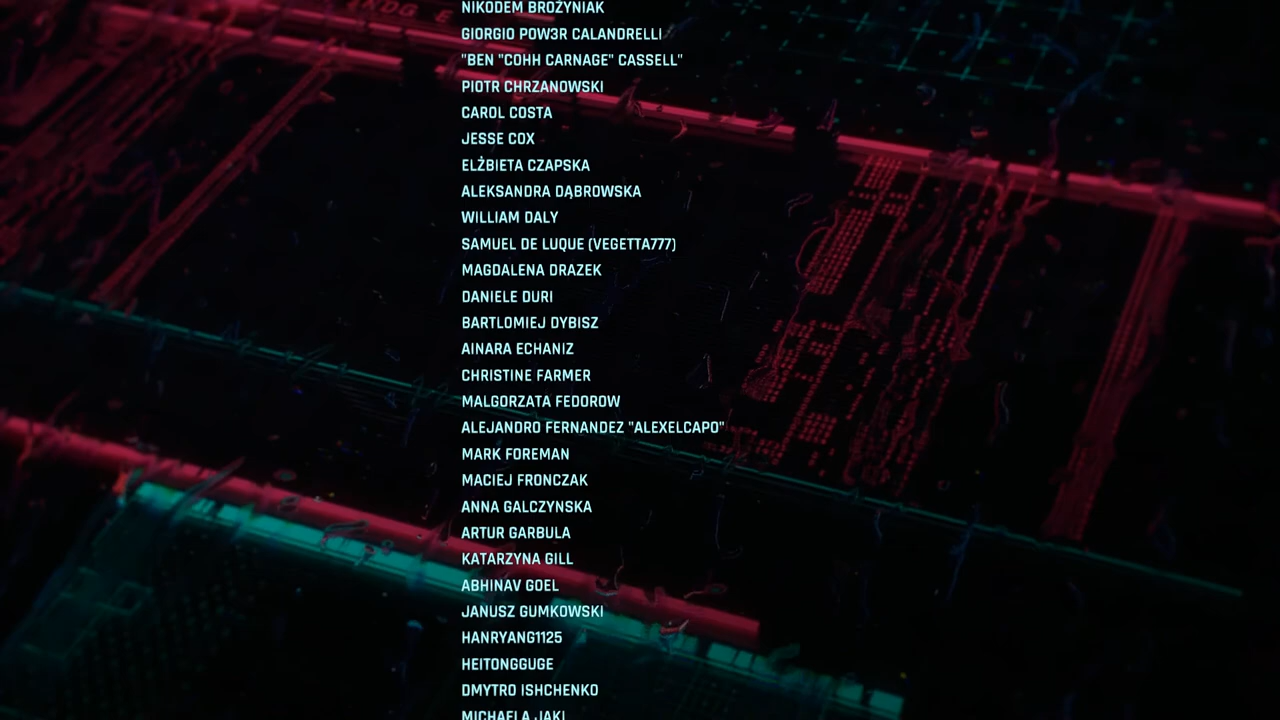 NIKODEM BROŻYNIAK
GIORGIO POW3R CALANDRELLI
"BEN "COHH CARNAGE" CASSELL"
PIOTR CHRZANOWSKI
CAROL COSTA
JESSE COX
ELŻBIETA CZAPSKA
ALEKSANDRA DĄBROWSKA
WILLIAM DALY
SAMUEL DE LUQUE (VEGETTA777)
MAGDALENA DRAZEK
DANIELE DURI
BARTLOMIEJ DYBISZ
AINARA ECHANIZ
CHRISTINE FARMER
MALGORZATA FEDOROW
ALEJANDRO FERNANDEZ "ALEXELCAPO"
MARK FOREMAN
MACIEJ FRONCZAK
ANNA GALCZYNSKA
ARTUR GARBULA
KATARZYNA GILL
ABHINAV GOEL
JANUSZ GUMKOWSKI
HANRYANG1125
HEITONGGUGE
DMYTRO ISHCHENKO
MICHAELA JAKI